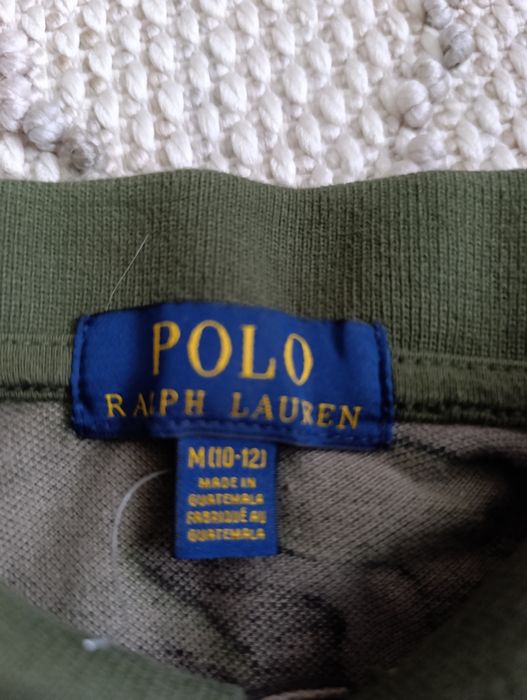 POLO
RALPH LAUREN
M(10-12)
MADE IN
GUATEMALA
FABRIQUÉ AU
GUATEMALA